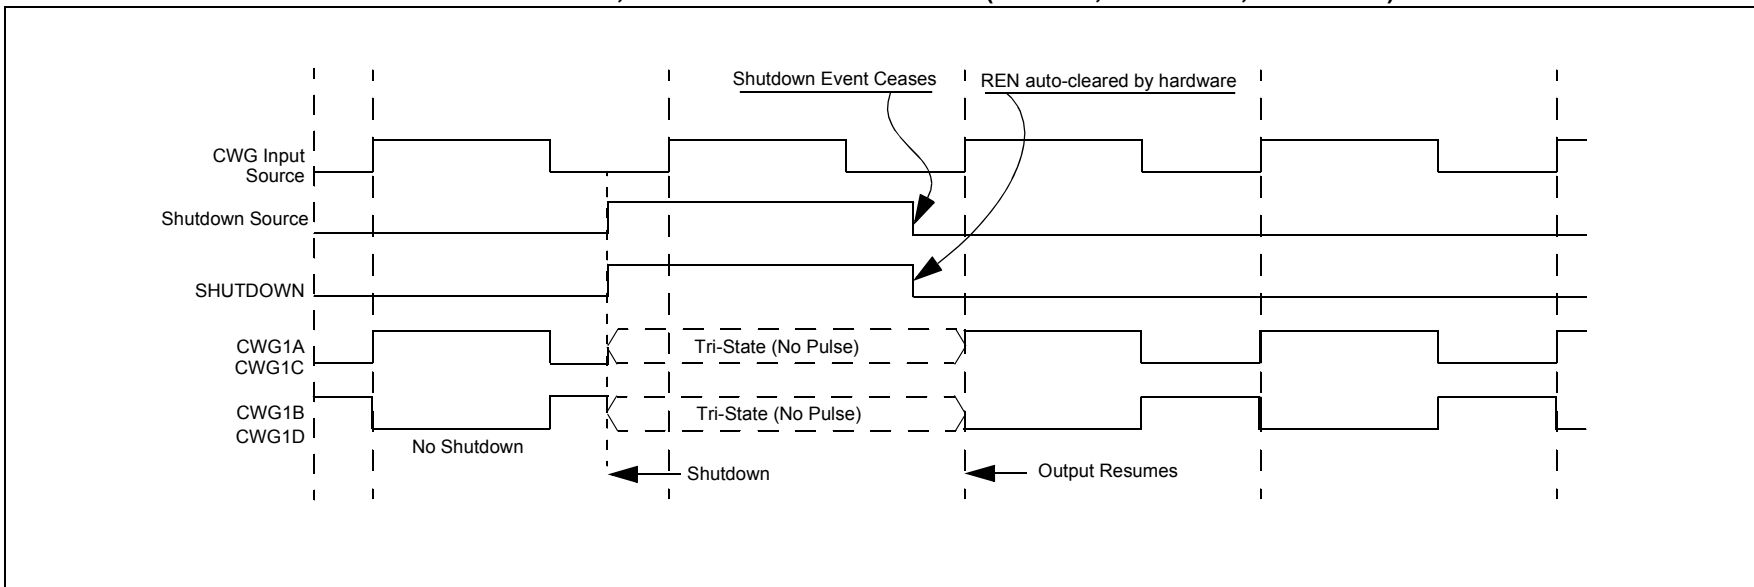 Shutdown Event Ceases
REN auto-cleared by hardware
CWG Input
Source
Shutdown Source
SHUTDOWN
CWG1A
CWG1C
Tri-State (No Pulse)
CWG1B
CWG1D
Tri-State (No Pulse)
No Shutdown
Shutdown
Output Resumes